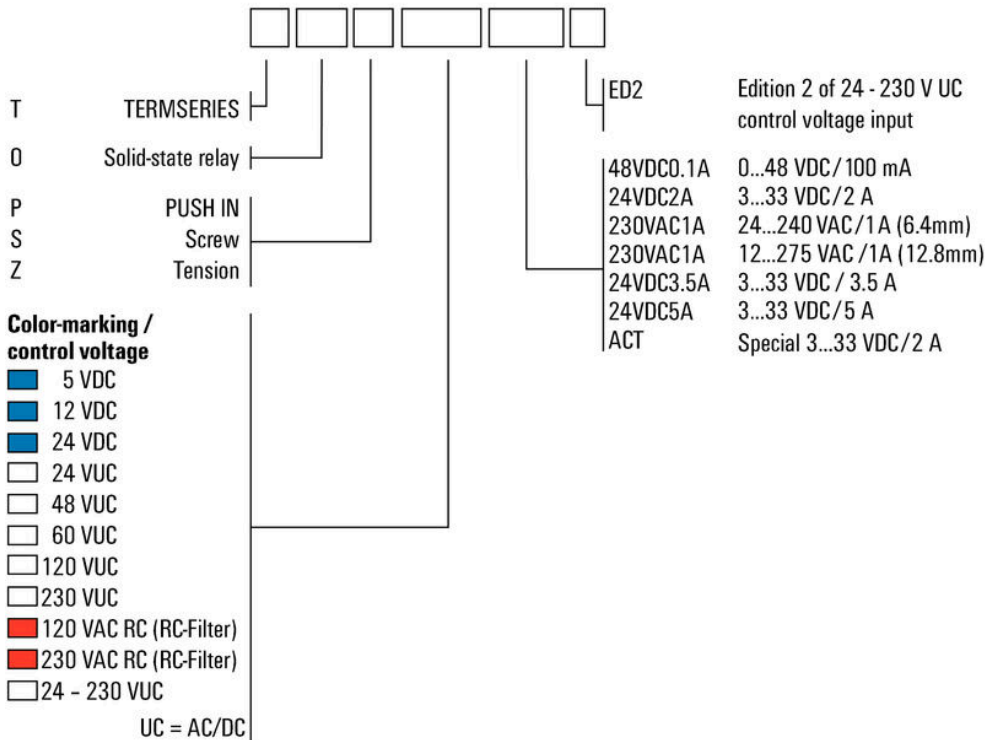 T TERMSERIES
O Solid-state relay
P PUSH IN
S Screw
Z Tension
Color-marking /
control voltage
5 VDC
12 VDC
24 VDC
24 VUC
48 VUC
60 VUC
120 VUC
230 VUC
120 VAC RC (RC-Filter)
230 VAC RC (RC-Filter)
24 – 230 VUC
UC = AC/DC
ED2 Edition 2 of 24 - 230 V UC
control voltage input
48VDC0.1A 0...48 VDC/100 mA
24VDC2A 3...33 VDC/2 A
230VAC1A 24...240 VAC/1A (6.4mm)
230VAC1A 12...275 VAC /1A (12.8mm)
24VDC3.5A 3...33 VDC / 3.5 A
24VDC5A 3...33 VDC/5 A
ACT Special 3...33 VDC/2 A